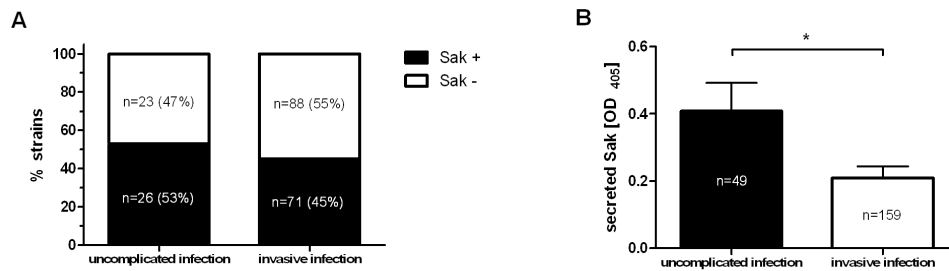 A
% strains
100
80
60
40
20
0
n=23 (47%)
n=88 (55%)
n=26 (53%)
n=71 (45%)
uncomplicated infection
invasive infection
Sak +
Sak -
B
secreted Sak [OD 405]
0.6
0.4
0.2
0.0
*
n=49
n=159
uncomplicated infection
invasive infection